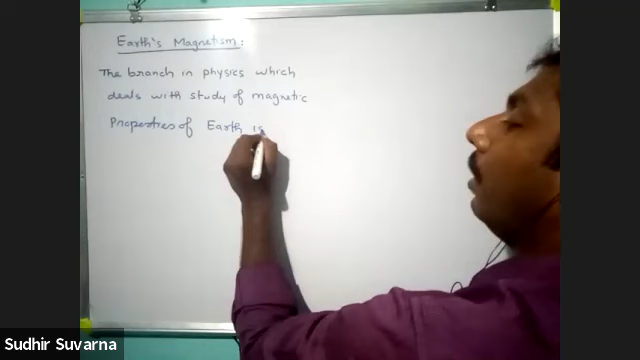 Earth's Magnetism:
The branch in physics which
deals with study of magnetic
Properties of Earth is
Sudhir Suvarna